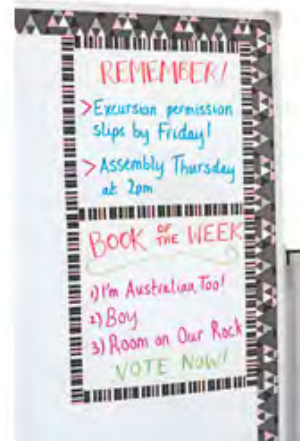 REMEMBER!
> Excursion permission
slips by Friday!
> Assembly Thursday
at 2pm
BOOK OF THE WEEK
1) I'm Australian, Too!
2) Boy
3) Room on Our Rock
VOTE NOW!